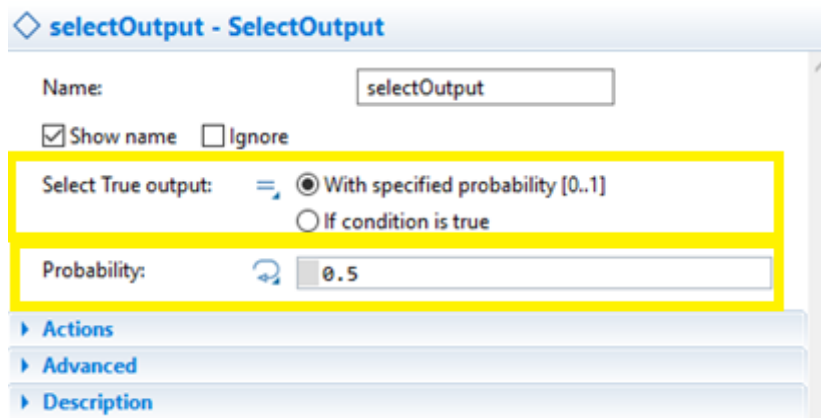 selectOutput - SelectOutput
Name: selectOutput
Show name Ignore
Select True output: With specified probability [0..1]
If condition is true
Probability: 0.5
Actions
Advanced
Description